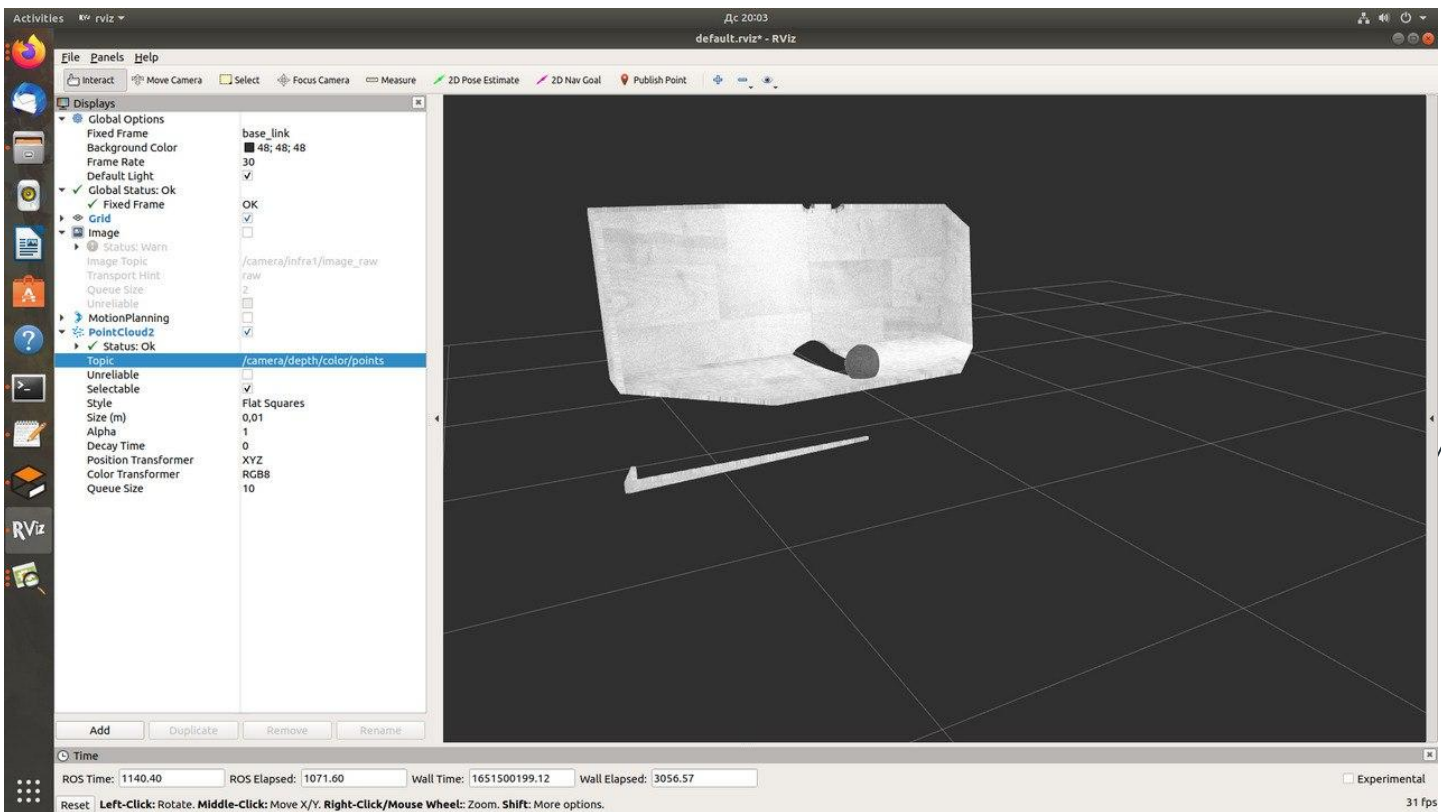 Activities rviz Дс 20:03
default.rviz* - RViz
File Panels Help
Interact Move Camera Select Focus Camera Measure 2D Pose Estimate 2D Nav Goal Publish Point
Displays
Global Options
Fixed Frame base_link
Background Color 48; 48; 48
Frame Rate 30
Default Light
Global Status: Ok
Fixed Frame OK
Grid
Image
Status: Warn
Image Topic /camera/infra1/image_raw
Transport Hint raw
Queue Size 2
Unreliable
MotionPlanning
PointCloud2
Status: Ok
Topic /camera/depth/color/points
Unreliable
Selectable
Style Flat Squares
Size (m) 0,01
Alpha 1
Decay Time 0
Position Transformer XYZ
Color Transformer RGB8
Queue Size 10
RViz
Add Duplicate Remove Rename
Time
ROS Time: 1140.40 ROS Elapsed: 1071.60 Wall Time: 1651500199.12 Wall Elapsed: 3056.57 Experimental
Reset Left-Click: Rotate. Middle-Click: Move X/Y. Right-Click/Mouse Wheel:: Zoom. Shift: More options. 31 fps